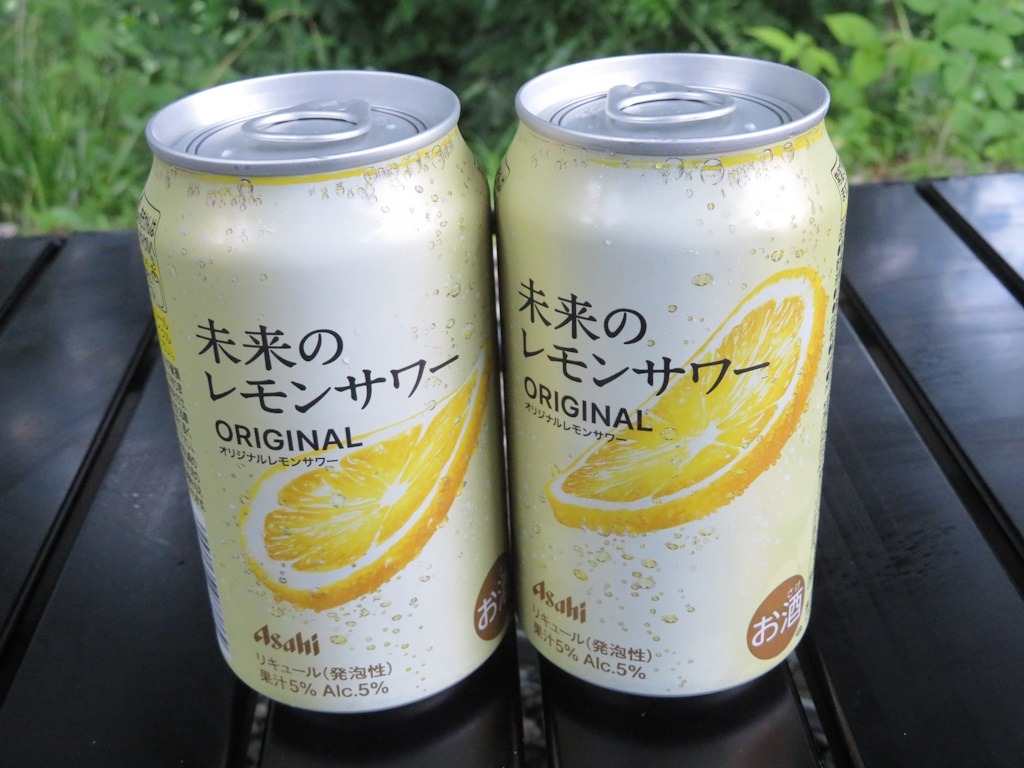 未来の
レモンサワー
ORIGINAL
オリジナルレモンサワー
Asahi
リキュール(発泡性)
果汁5% Alc.5%
お
未来の
レモンサワー
ORIGINAL
オリジナルレモンサワー
Asahi
リキュール(発泡性)
果汁5% Alc.5%
さけ
お酒